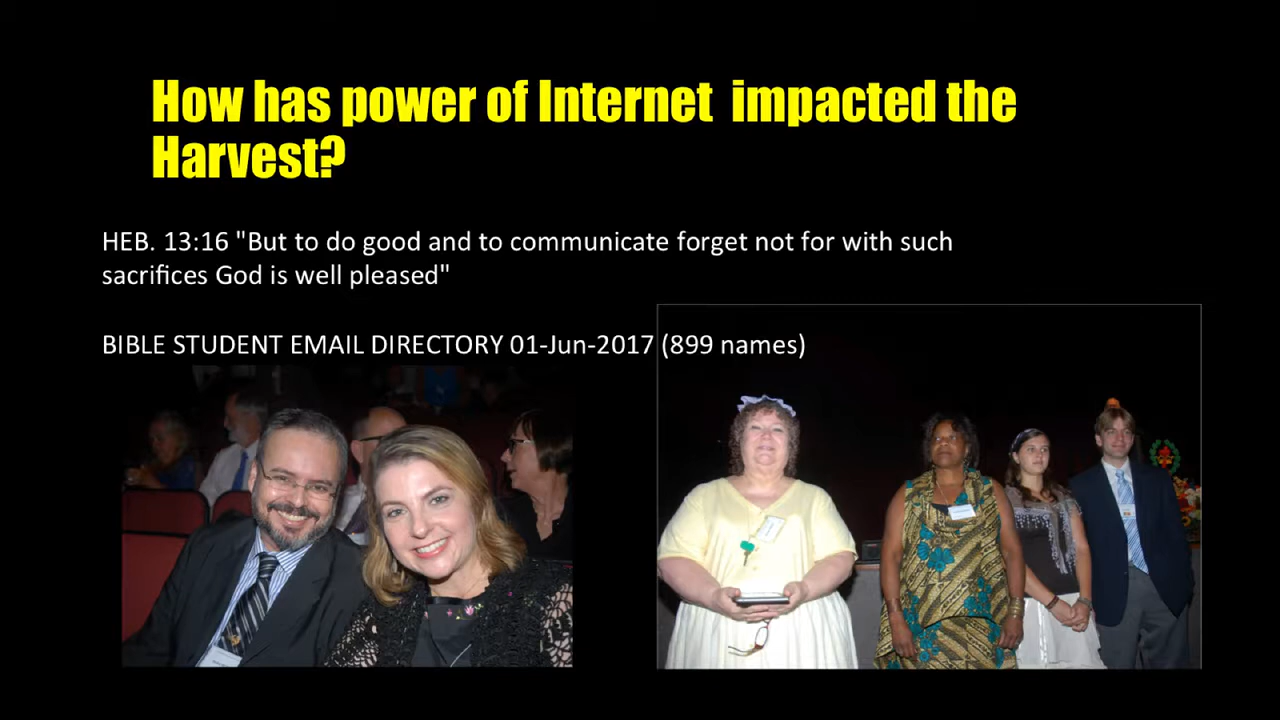 How has power of Internet  impacted the
Harvest?
HEB. 13:16 "But to do good and to communicate forget not for with such
sacrifices God is well pleased"
BIBLE STUDENT EMAIL DIRECTORY 01-Jun-2017 (899 names)